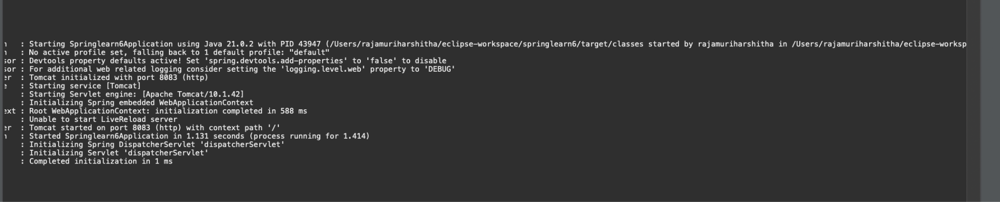 : Starting Springlearn6Application using Java 21.0.2 with PID 43947 (/Users/rajamuriharshitha/eclipse-workspace/springlearn6/target/classes started by rajamuriharshitha in /Users/rajamuriharshitha/eclipse-worksp
: No active profile set, falling back to 1 default profile: "default"
sor : Devtools property defaults active! Set 'spring.devtools.add-properties' to 'false' to disable
sor : For additional web related logging consider setting the 'logging.level.web' property to 'DEBUG'
er : Tomcat initialized with port 8083 (http)
e : Starting service [Tomcat]
: Starting Servlet engine: [Apache Tomcat/10.1.42]
: Initializing Spring embedded WebApplicationContext
ext : Root WebApplicationContext: initialization completed in 588 ms
: Unable to start LiveReload server
er : Tomcat started on port 8083 (http) with context path '/'
: Started Springlearn6Application in 1.131 seconds (process running for 1.414)
: Initializing Spring DispatcherServlet 'dispatcherServlet'
: Initializing Servlet 'dispatcherServlet'
: Completed initialization in 1 ms